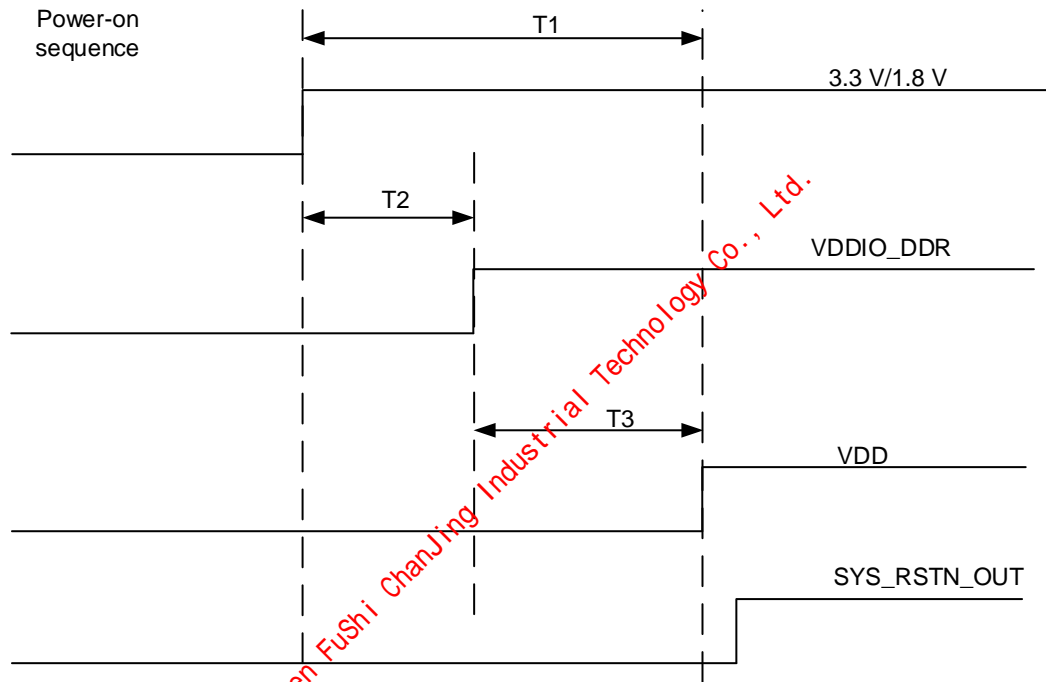 Power-on
sequence
T1
3.3 V/1.8 V
T2
VDDIO_DDR
T3
VDD
SYS_RSTN_OUT
FuShi ChanJing Industrial Technology Co., Ltd.